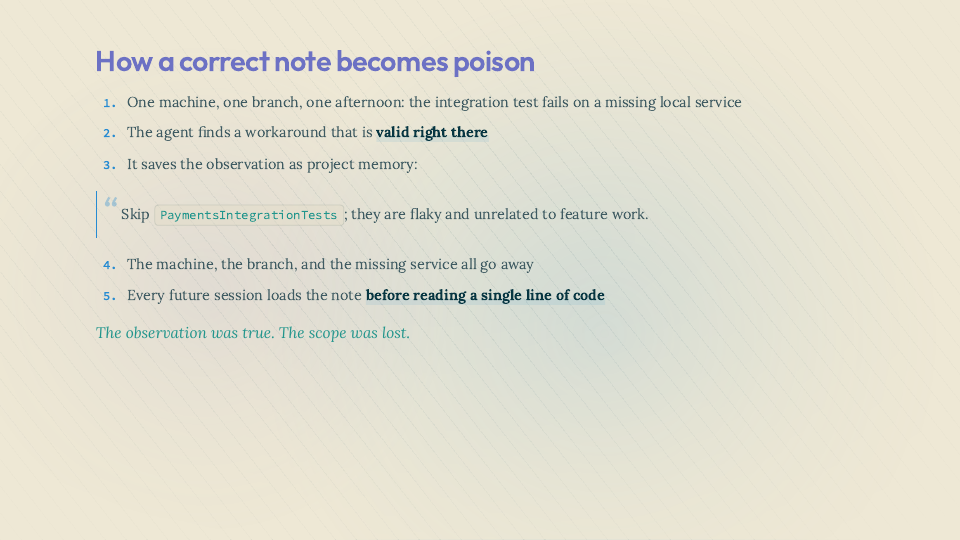 How a correct note becomes poison
1. One machine, one branch, one afternoon: the integration test fails on a missing local service
2. The agent finds a workaround that is valid right there
3. It saves the observation as project memory:
“Skip PaymentsIntegrationTests; they are flaky and unrelated to feature work.
4. The machine, the branch, and the missing service all go away
5. Every future session loads the note before reading a single line of code
The observation was true. The scope was lost.